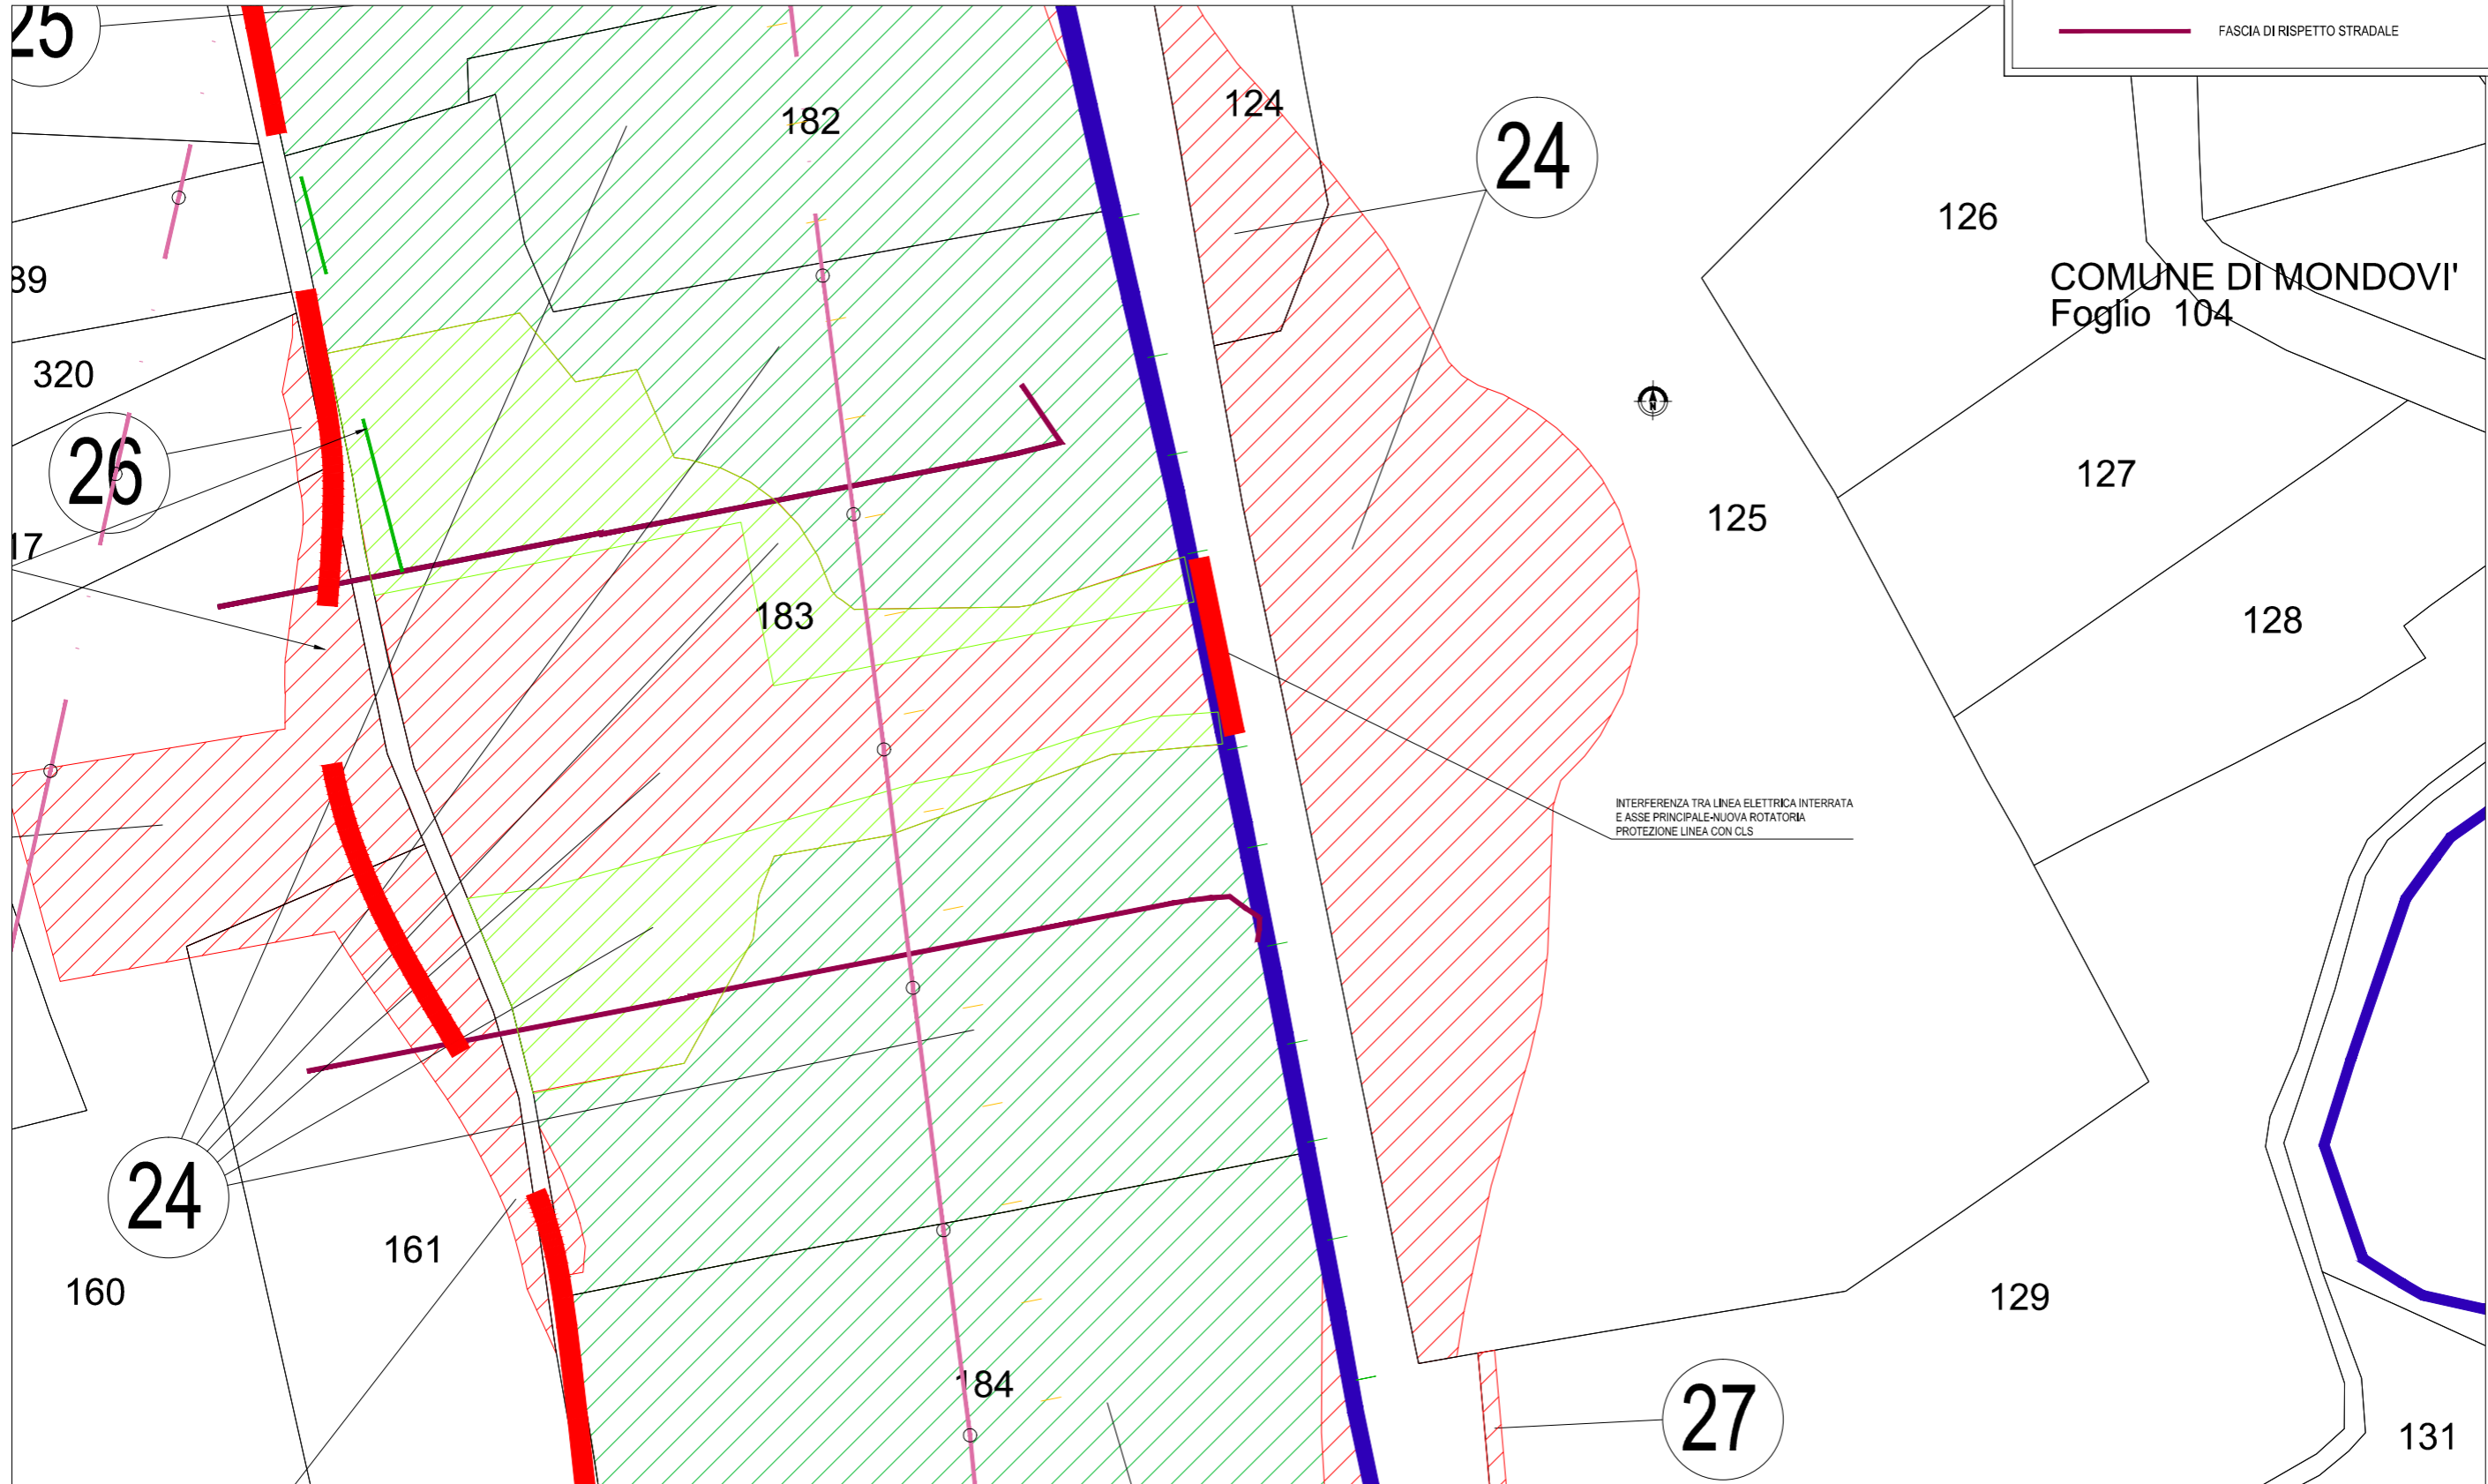 25
FASCIA DI RISPETTO STRADALE
182
124
24
126
COMUNE DI MONDOVI'
Foglio 104
89
320
26
127
17
125
183
128
INTERFERENZA TRA LINEA ELETTRICA INTERRATA
E ASSE PRINCIPALE-NUOVA ROTATORIA
PROTEZIONE LINEA CON CLS
24
161
160
129
184
27
131
N